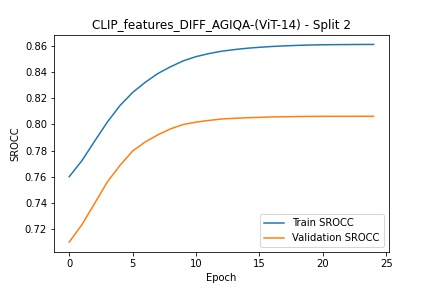 CLIP_features_DIFF_AGIQA-(ViT-14) - Split 2
SROCC
0.86
0.84
0.82
0.80
0.78
0.76
0.74
0.72
Train SROCC
Validation SROCC
0 5 10 15 20 25
Epoch